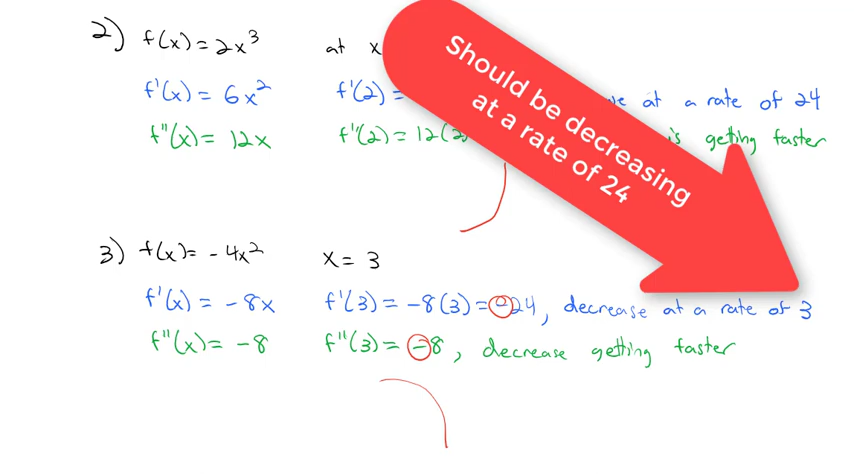 2) f(x) = 2x³ at x
f'(x) = 6x² f'(2) = at a rate of 24
f''(x) = 12x f''(2) = 12(2 is getting faster
Should be decreasing
at a rate of 24
3) f(x) = -4x² x = 3
f'(x) = -8x f'(3) = -8(3) = -24, decrease at a rate of 3
f''(x) = -8 f''(3) = -8, decrease getting faster